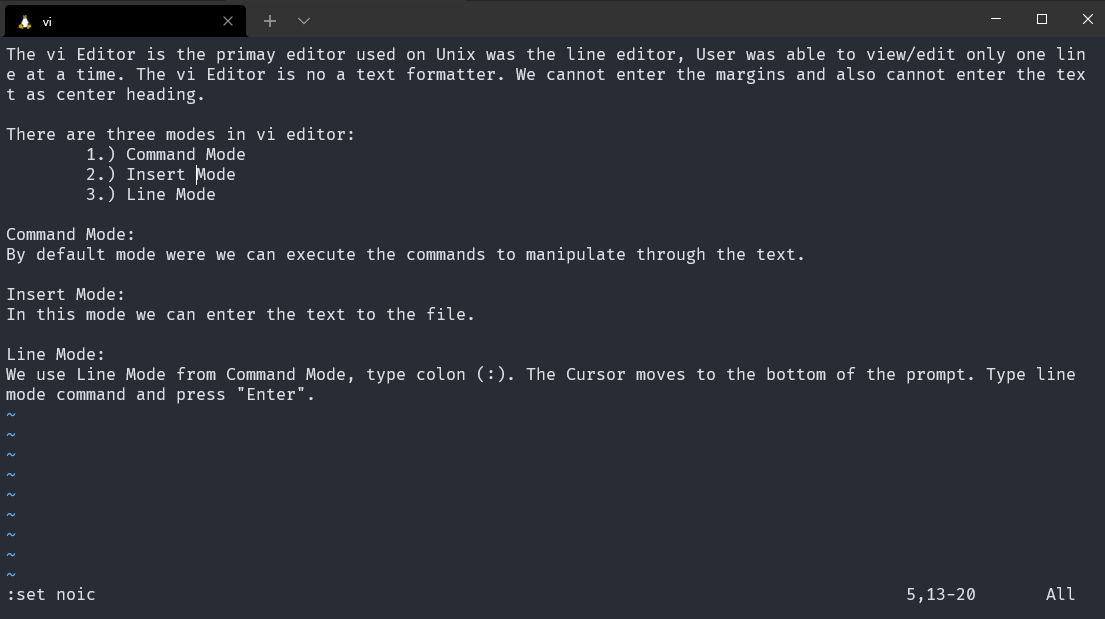 vi
The vi Editor is the primay editor used on Unix was the line editor, User was able to view/edit only one lin
e at a time. The vi Editor is no a text formatter. We cannot enter the margins and also cannot enter the tex
t as center heading.
There are three modes in vi editor:
1.) Command Mode
2.) Insert Mode
3.) Line Mode
Command Mode:
By default mode were we can execute the commands to manipulate through the text.
Insert Mode:
In this mode we can enter the text to the file.
Line Mode:
We use Line Mode from Command Mode, type colon (:). The Cursor moves to the bottom of the prompt. Type line
mode command and press "Enter".
~
~
~
~
~
~
~
~
~
:set noic 5,13-20 All